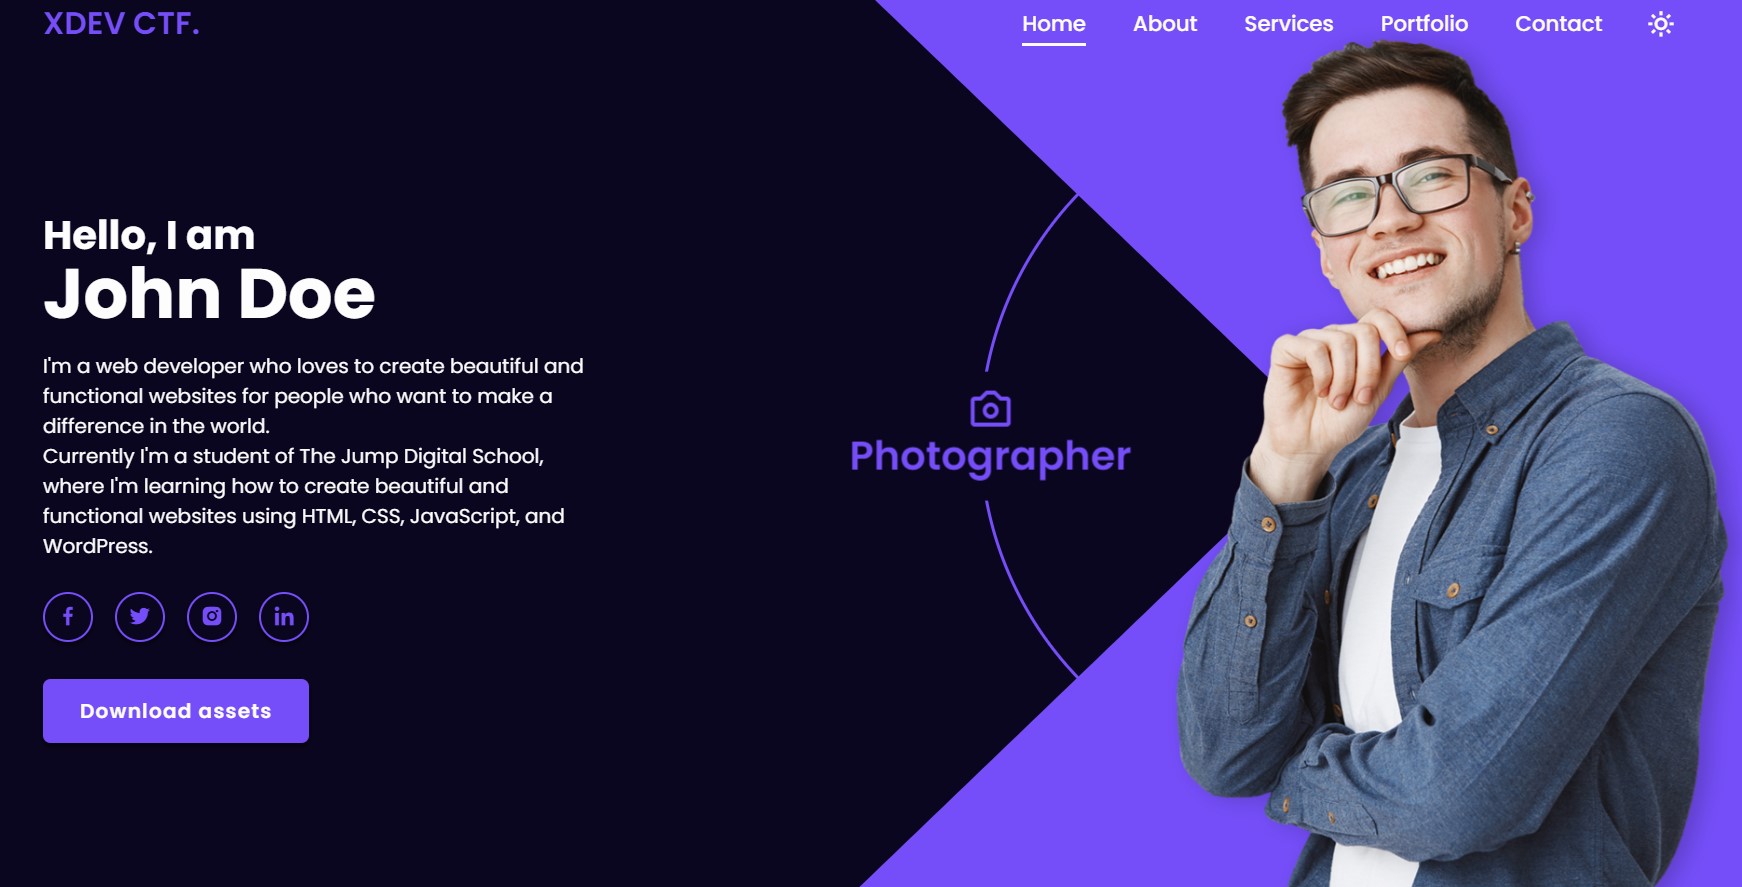 XDEV CTF.
Home About Services Portfolio Contact
Hello, I am
John Doe
I'm a web developer who loves to create beautiful and
functional websites for people who want to make a
difference in the world.
Currently I'm a student of The Jump Digital School,
where I'm learning how to create beautiful and
functional websites using HTML, CSS, JavaScript, and
WordPress.
Download assets
Photographer